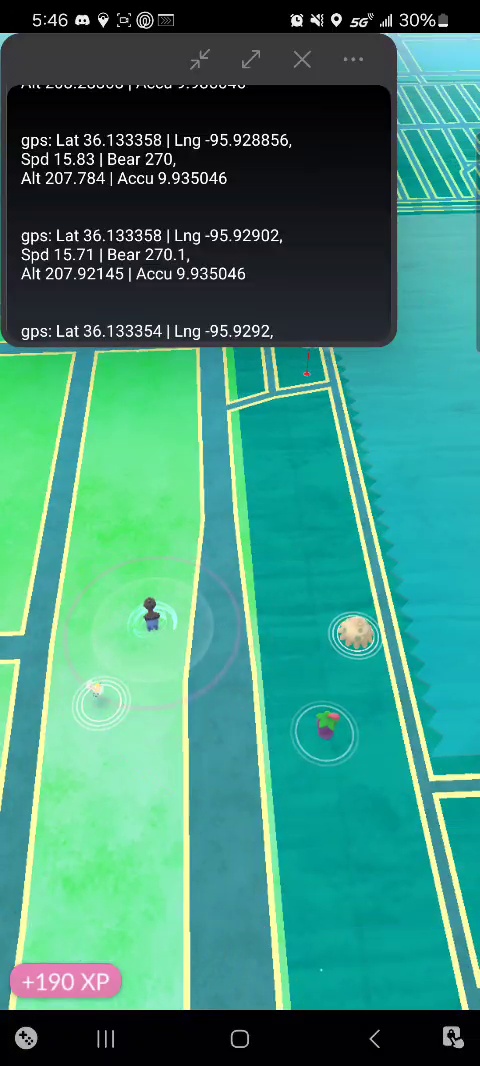 5:46
5G
30%
gps: Lat 36.133358 | Lng -95.928856,
Spd 15.83 | Bear 270,
Alt 207.784 | Accu 9.935046
gps: Lat 36.133358 | Lng -95.92902,
Spd 15.71 | Bear 270.1,
Alt 207.92145 | Accu 9.935046
gps: Lat 36.133354 | Lng -95.9292,
+190 XP